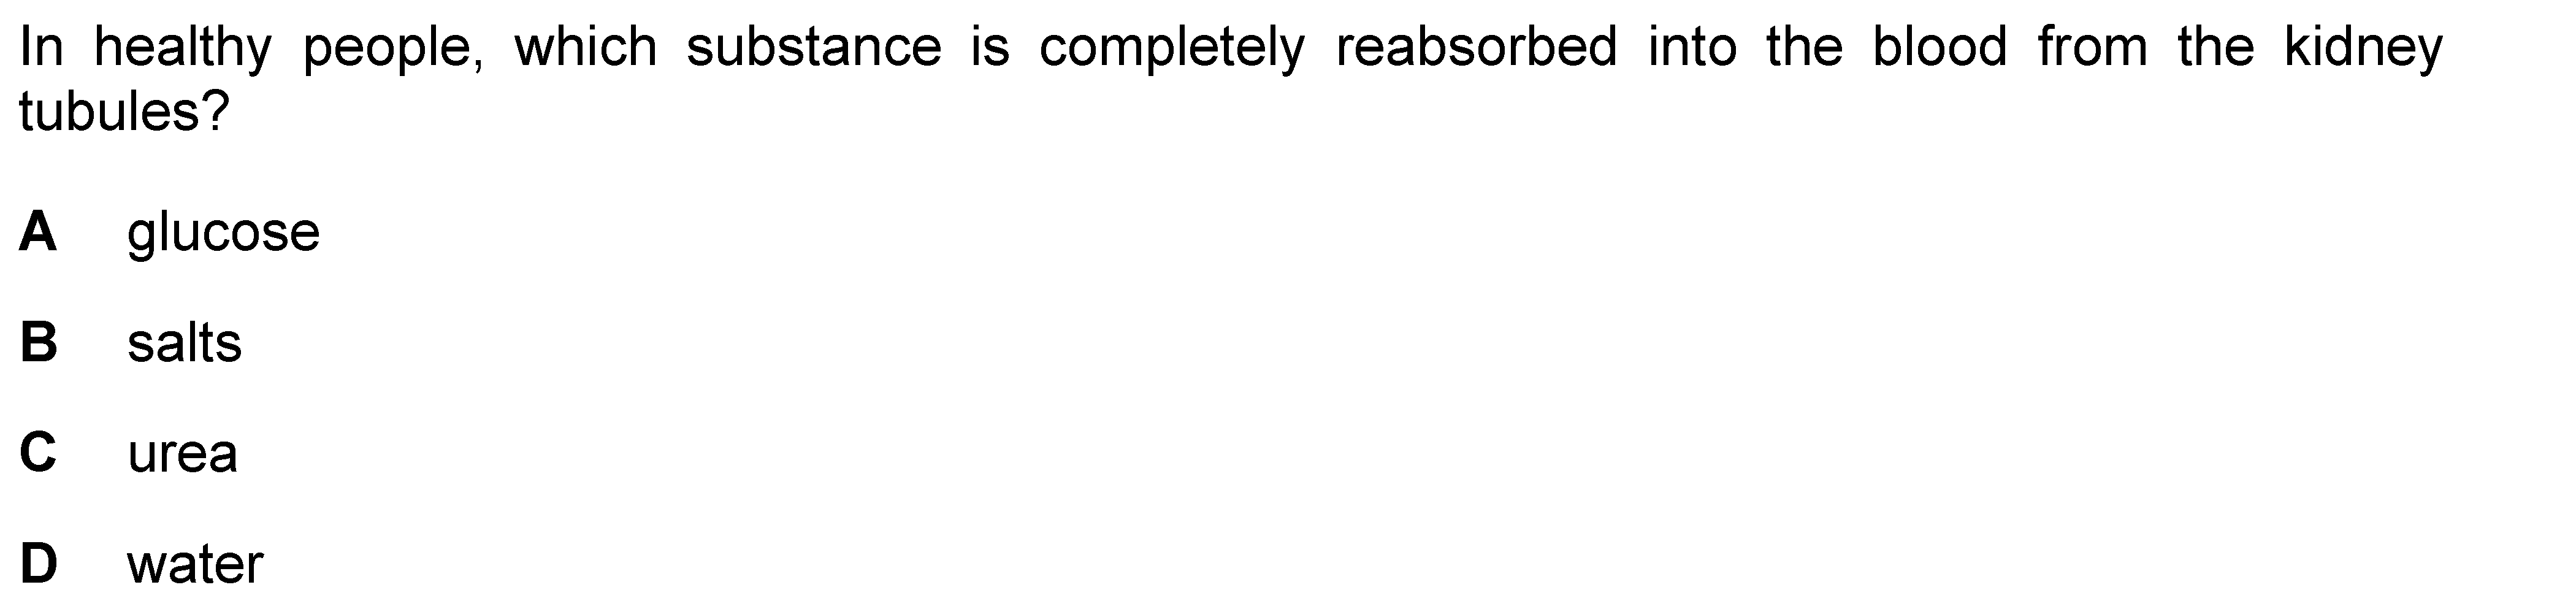 In healthy people, which substance is completely reabsorbed into the blood from the kidney
tubules?
A glucose
B salts
C urea
D water